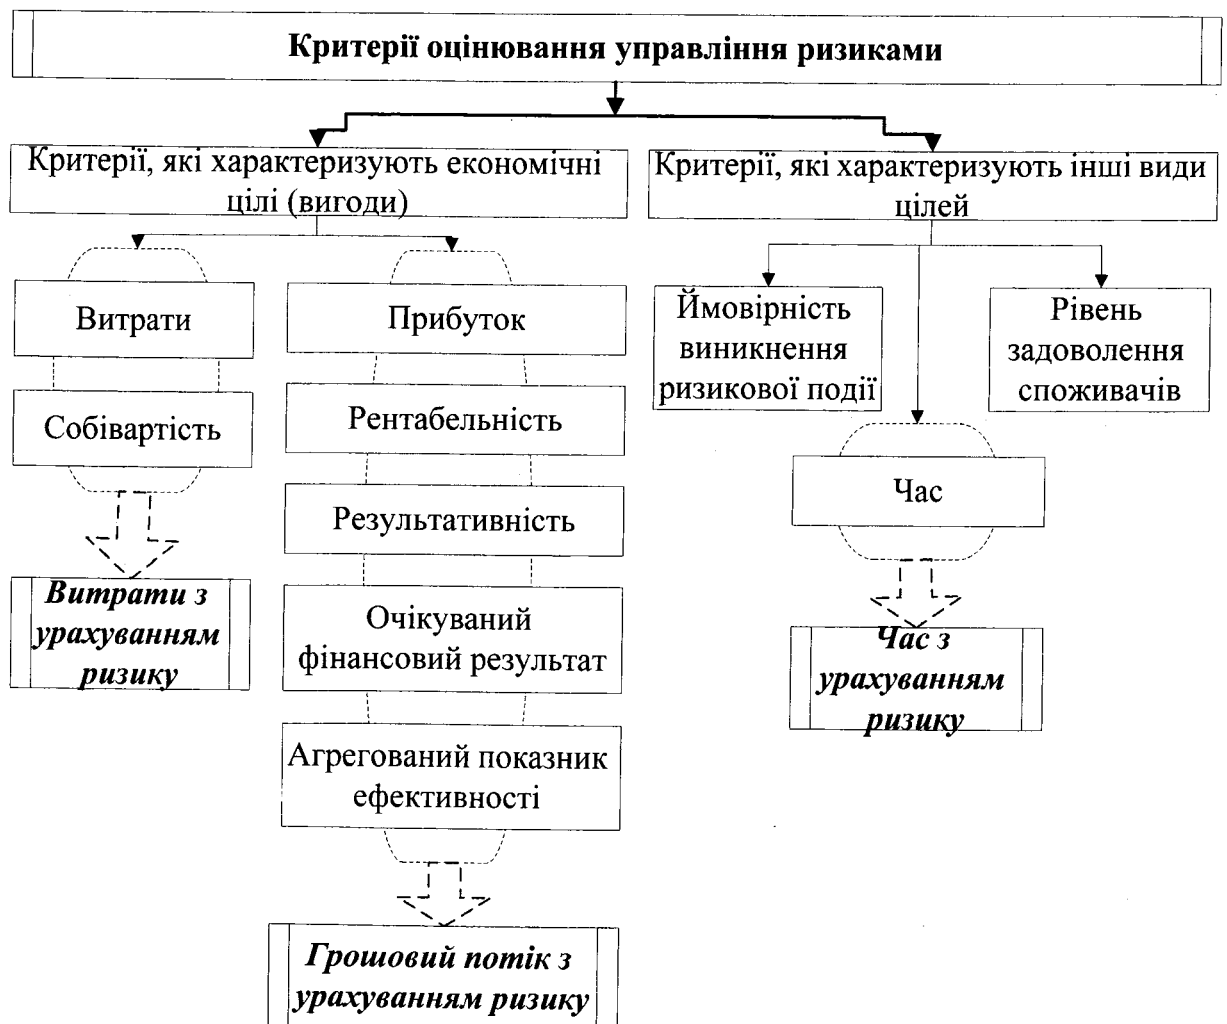 Критерії оцінювання управління ризиками
Критерії, які характеризують економічні
цілі (вигоди)
Критерії, які характеризують інші види
цілей
Витрати
Собівартість
Витрати з
урахуванням
ризику
Прибуток
Рентабельність
Результативність
Очікуваний
фінансовий результат
Агрегований показник
ефективності
Грошовий потік з
урахуванням ризику
Ймовірність
виникнення
ризикової події
Час
Час з
урахуванням
ризику
Рівень
задоволення
споживачів